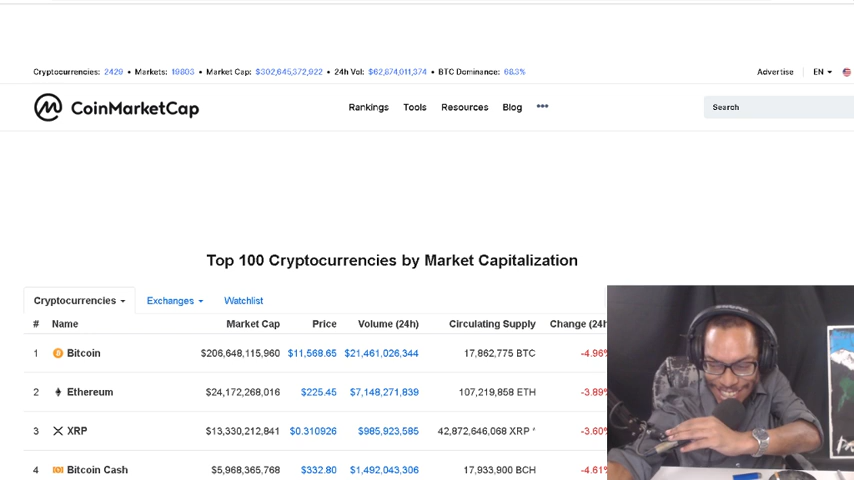 Cryptocurrencies: 2429 • Markets: 19803 • Market Cap: $302,645,372,922 • 24h Vol: $62,874,011,374 • BTC Dominance: 68.3% Advertise EN
CoinMarketCap Rankings Tools Resources Blog ••• Search
Top 100 Cryptocurrencies by Market Capitalization
Cryptocurrencies Exchanges Watchlist
# Name Market Cap Price Volume (24h) Circulating Supply Change (24h
1 Bitcoin $206,648,115,960 $11,568.65 $21,461,026,344 17,862,775 BTC -4.96%
2 Ethereum $24,172,268,016 $225.45 $7,148,271,839 107,219,858 ETH -3.89%
3 XRP $13,330,212,841 $0.310926 $985,923,585 42,872,646,068 XRP * -3.60%
4 Bitcoin Cash $5,968,365,768 $332.80 $1,492,043,306 17,933,900 BCH -4.61%